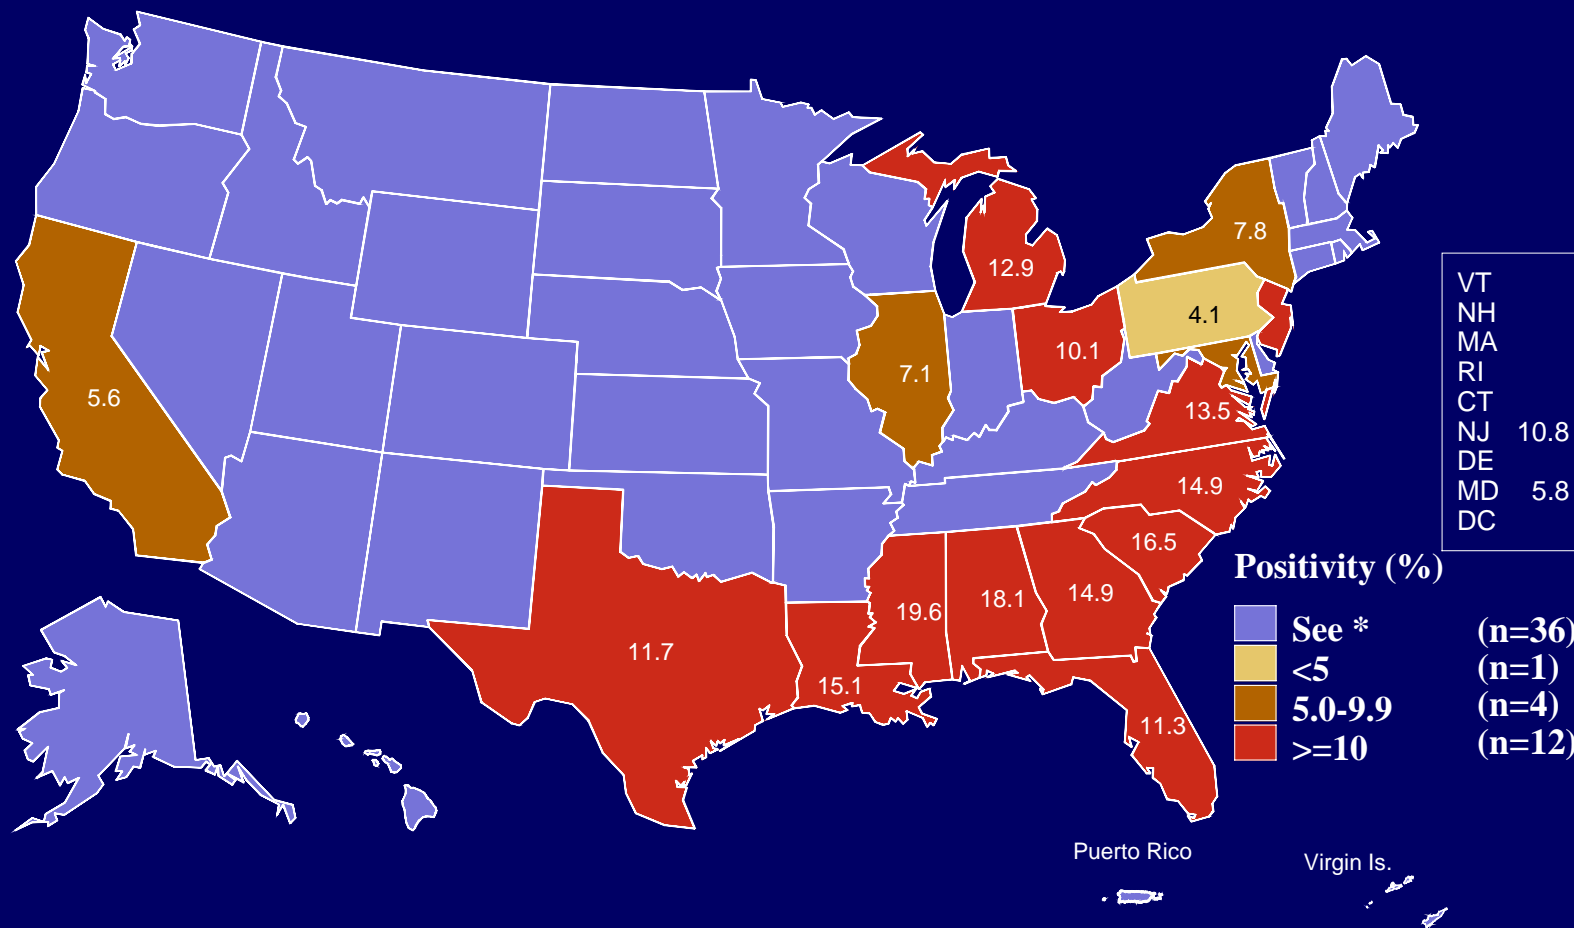 7.8
12.9
4.1
10.1
7.1
5.6
13.5
14.9
16.5
14.9
18.1
19.6
11.7
15.1
11.3
VT
NH
MA
RI
CT
NJ 10.8
DE
MD 5.8
DC
Positivity (%)
See * (n=36)
<5 (n=1)
5.0-9.9 (n=4)
>=10 (n=12)
Puerto Rico
Virgin Is.